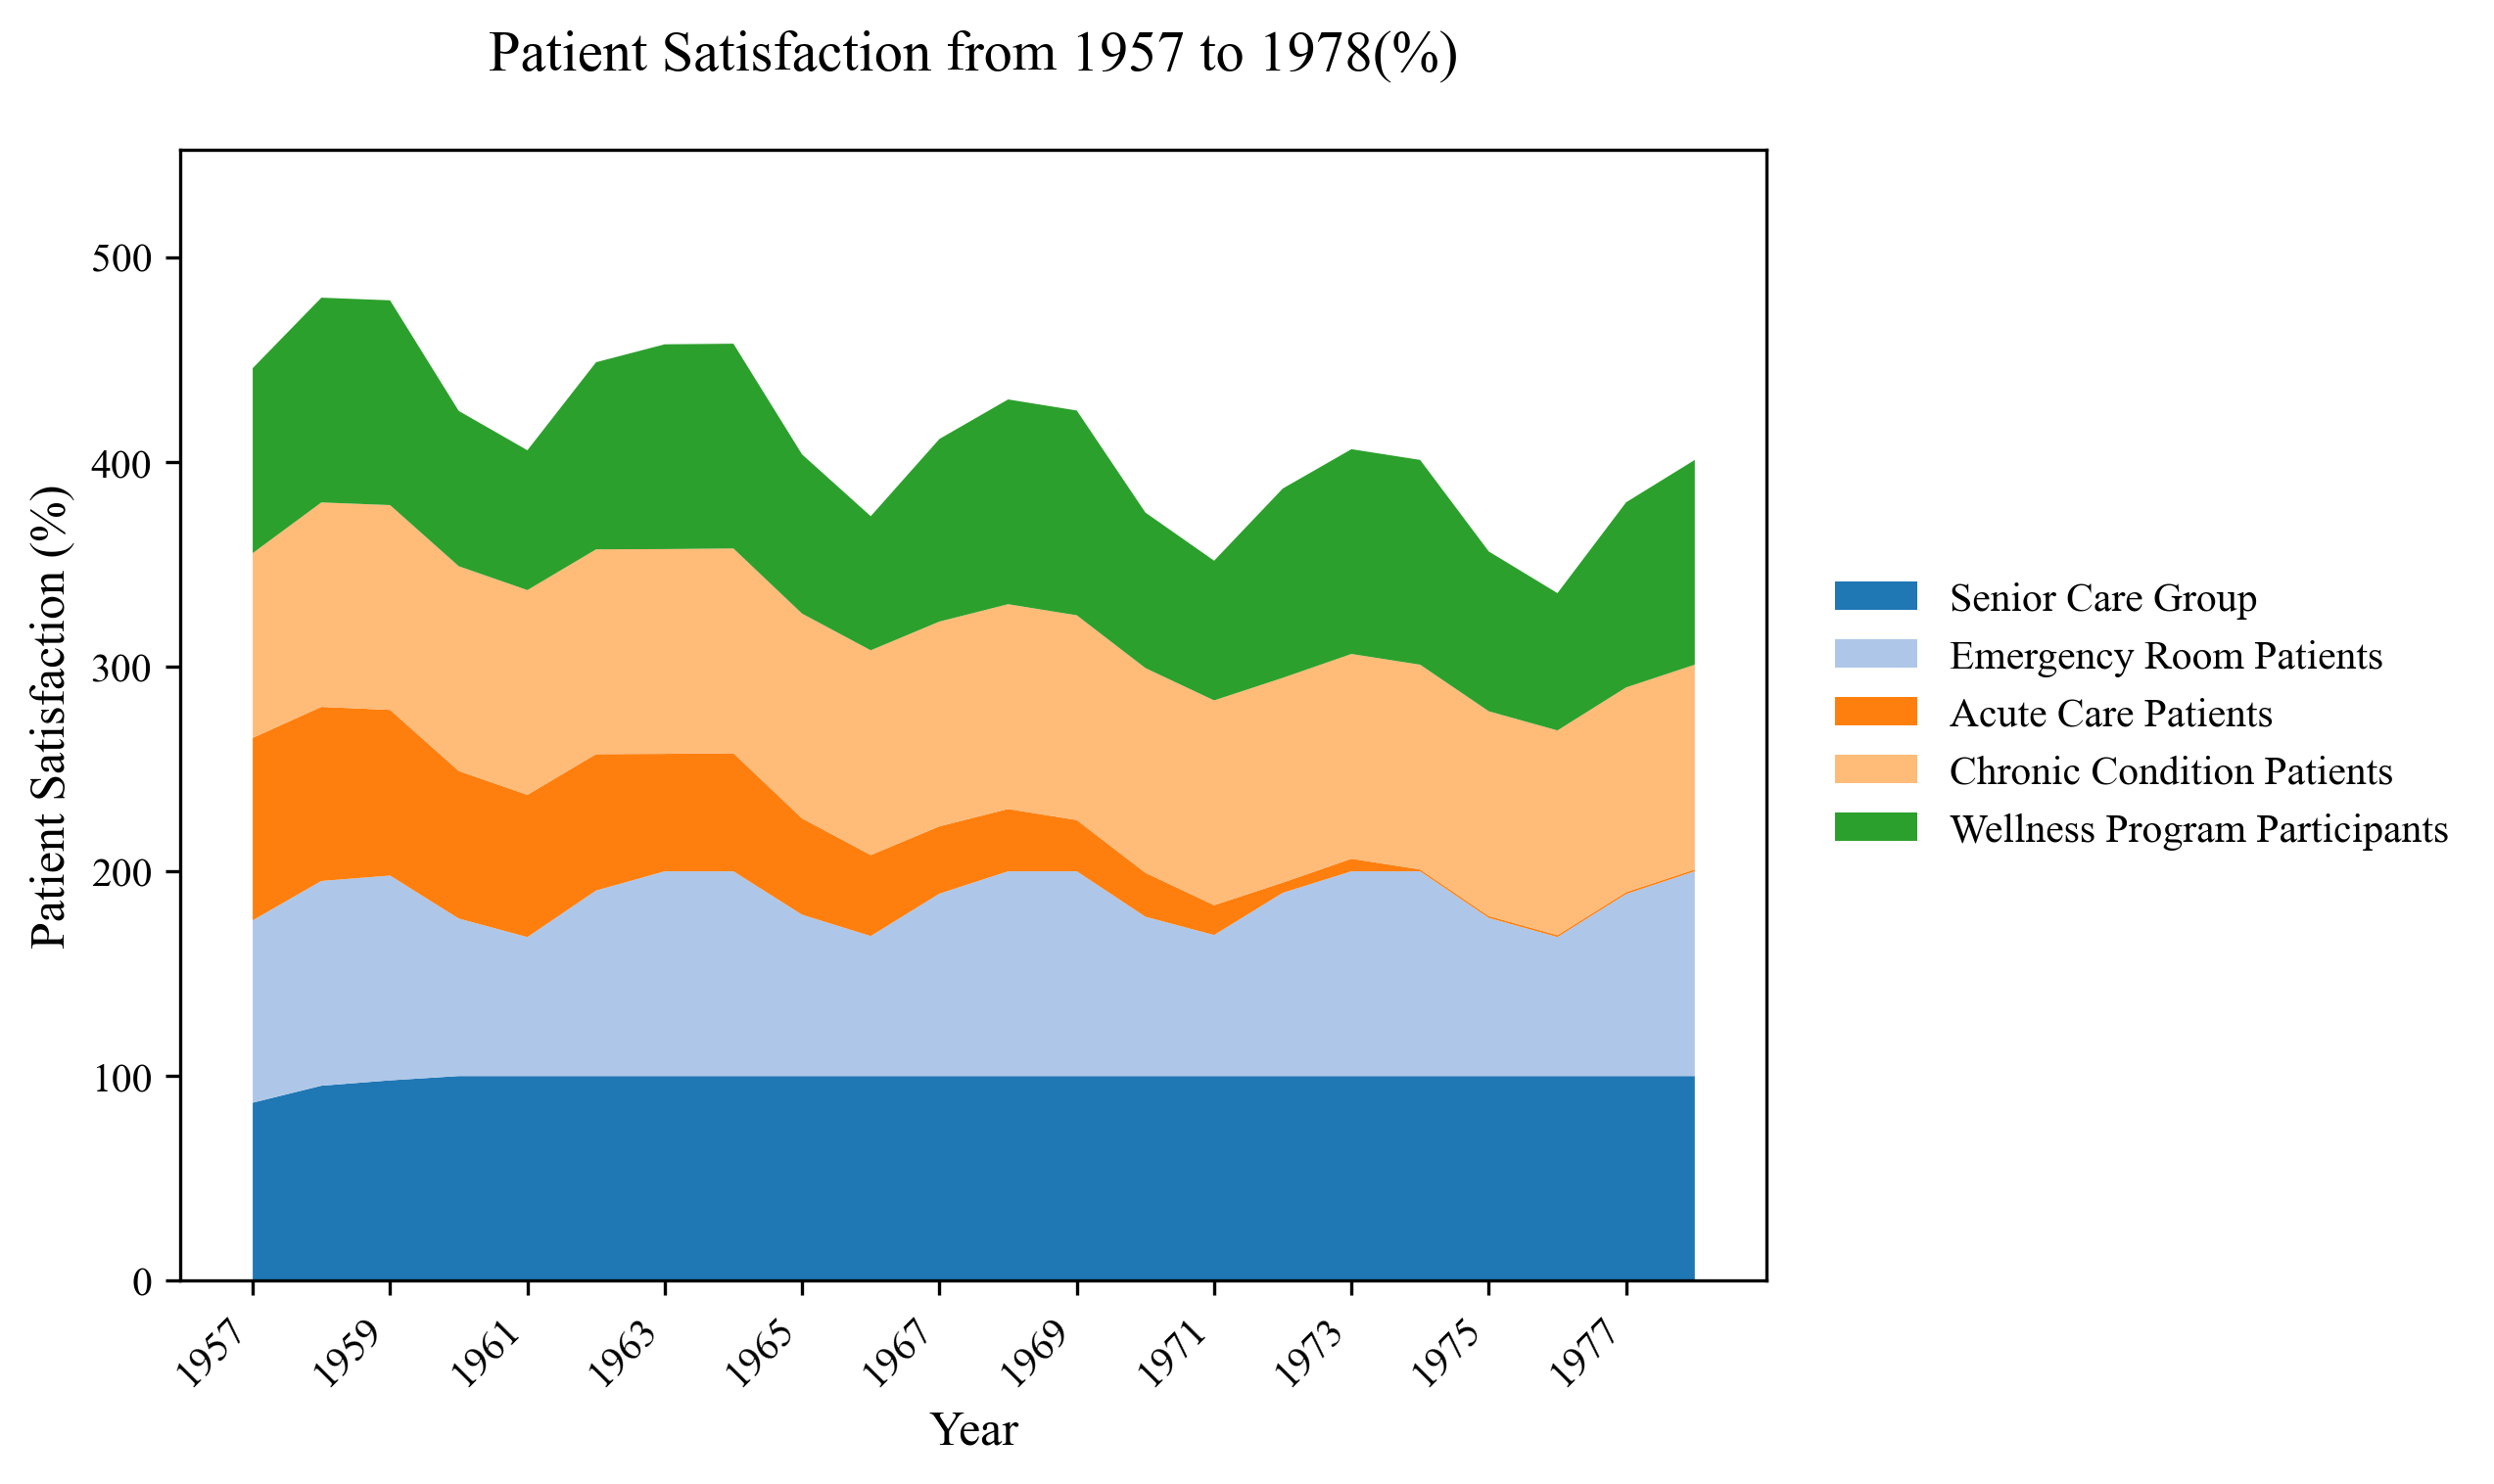 Patient Satisfaction from 1957 to 1978(%)
Patient Satisfaction (%)
500
400
300
200
100
0
1957
1959
1961
1963
1965
1967
1969
1971
1973
1975
1977
Year
Senior Care Group
Emergency Room Patients
Acute Care Patients
Chronic Condition Patients
Wellness Program Participants